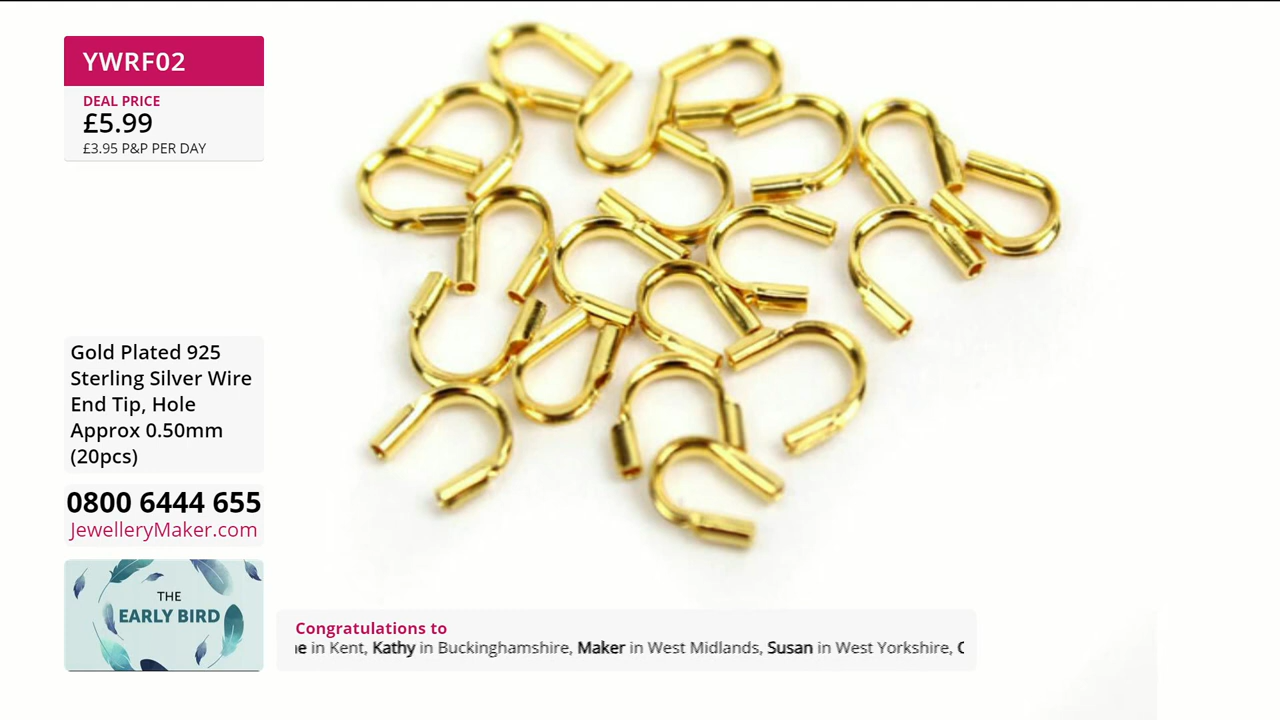 YWRF02
DEAL PRICE
£5.99
£3.95 P&P PER DAY
Gold Plated 925
Sterling Silver Wire
End Tip, Hole
Approx 0.50mm
(20pcs)
0800 6444 655
JewelleryMaker.com
THE
EARLY BIRD
Congratulations to
in Kent, Kathy in Buckinghamshire, Maker in West Midlands, Susan in West Yorkshire,